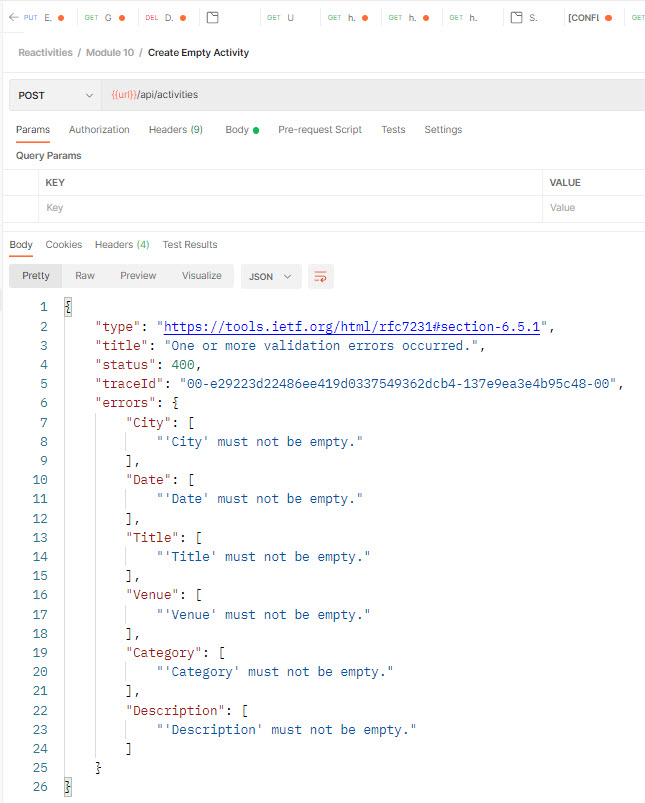 PUT E. GET G DEL D. GET U GET h. GET h. GET h. S. [CONFL GET
Reactivities / Module 10 / Create Empty Activity
POST {{url}}/api/activities
Params Authorization Headers (9) Body Pre-request Script Tests Settings
Query Params
KEY VALUE
Key Value
Body Cookies Headers (4) Test Results
Pretty Raw Preview Visualize JSON
1 {
2 "type": "https://tools.ietf.org/html/rfc7231#section-6.5.1",
3 "title": "One or more validation errors occurred.",
4 "status": 400,
5 "traceId": "00-e29223d22486ee419d0337549362dcb4-137e9ea3e4b95c48-00",
6 "errors": {
7 "City": [
8 "'City' must not be empty."
9 ],
10 "Date": [
11 "'Date' must not be empty."
12 ],
13 "Title": [
14 "'Title' must not be empty."
15 ],
16 "Venue": [
17 "'Venue' must not be empty."
18 ],
19 "Category": [
20 "'Category' must not be empty."
21 ],
22 "Description": [
23 "'Description' must not be empty."
24 ]
25 }
26 }